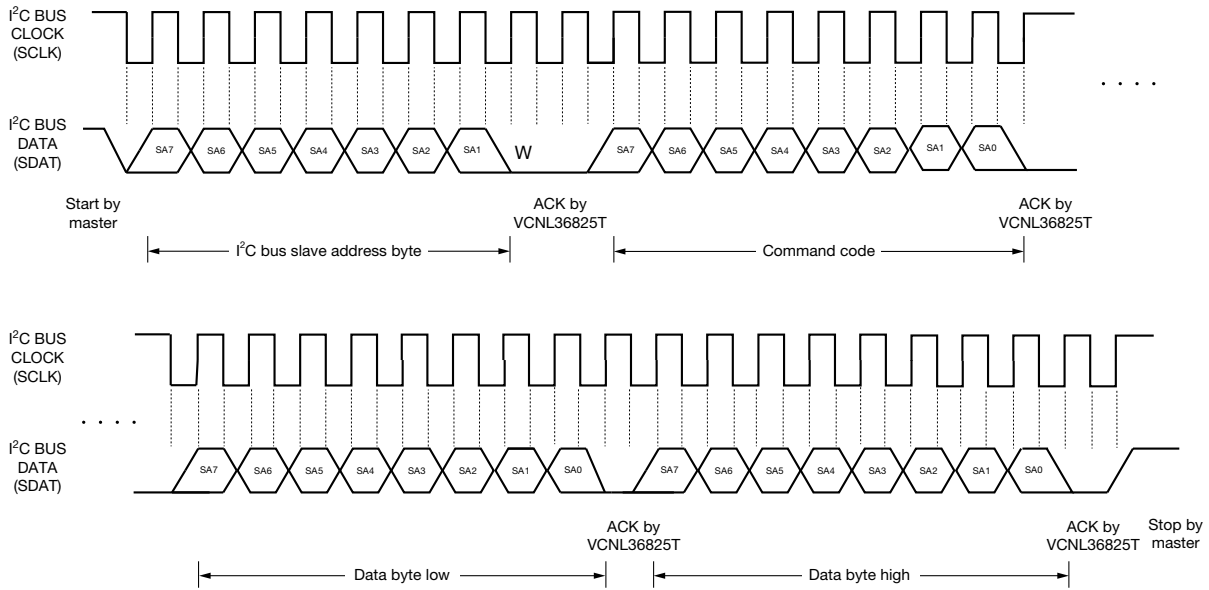 I²C BUS
CLOCK
(SCLK)
. . . .
I²C BUS
DATA
(SDAT)
SA7 SA6 SA5 SA4 SA3 SA2 SA1 W SA7 SA6 SA5 SA4 SA3 SA2 SA1 SA0
Start by
master
ACK by
VCNL36825T
ACK by
VCNL36825T
I²C bus slave address byte
Command code
I²C BUS
CLOCK
(SCLK)
. . . .
I²C BUS
DATA
(SDAT)
SA7 SA6 SA5 SA4 SA3 SA2 SA1 SA0 SA7 SA6 SA5 SA4 SA3 SA2 SA1 SA0
ACK by
VCNL36825T
ACK by
VCNL36825T
Stop by
master
Data byte low
Data byte high